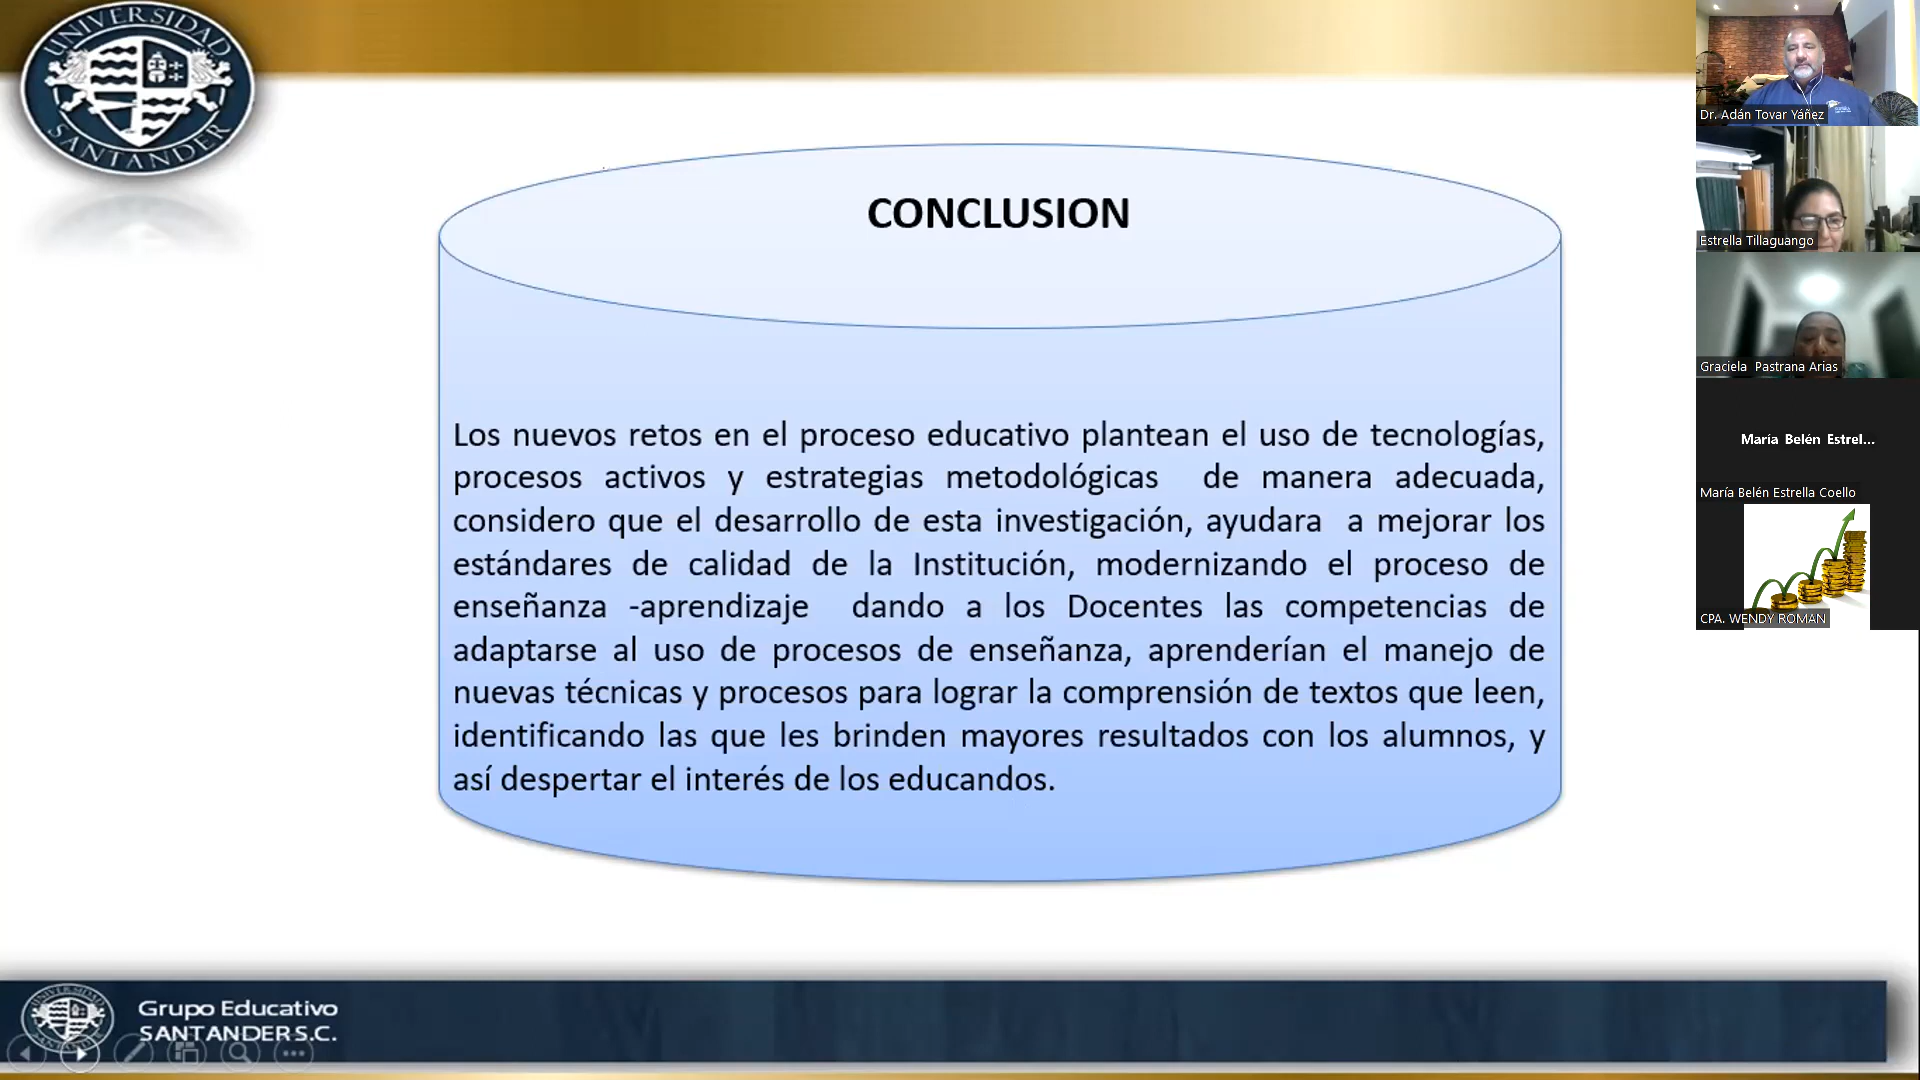 UNIVERSIDAD
SANTANDER
CONCLUSION
Los nuevos retos en el proceso educativo plantean el uso de tecnologías,
procesos activos y estrategias metodológicas de manera adecuada,
considero que el desarrollo de esta investigación, ayudara a mejorar los
estándares de calidad de la Institución, modernizando el proceso de
enseñanza -aprendizaje dando a los Docentes las competencias de
adaptarse al uso de procesos de enseñanza, aprenderían el manejo de
nuevas técnicas y procesos para lograr la comprensión de textos que leen,
identificando las que les brinden mayores resultados con los alumnos, y
así despertar el interés de los educandos.
Grupo Educativo
SANTANDER S.C.
Dr. Adán Tovar Yáñez
Estrella Tillaguango
Graciela Pastrana Arias
María Belén Estrel...
María Belén Estrella Coello
CPA. WENDY ROMAN